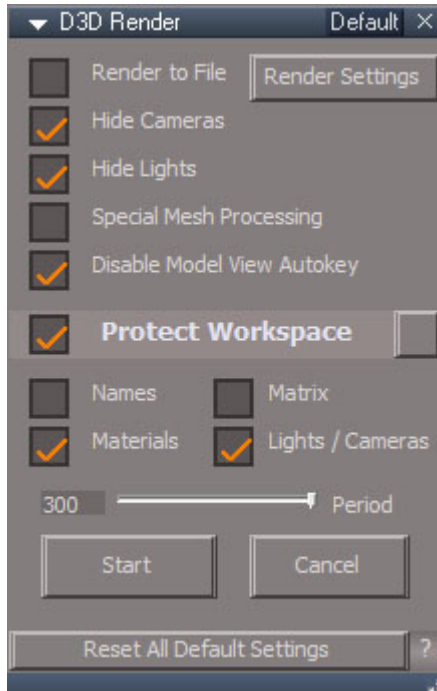 D3D Render Default
Render to File Render Settings
Hide Cameras
Hide Lights
Special Mesh Processing
Disable Model View Autokey
Protect Workspace
Names Matrix
Materials Lights / Cameras
300 Period
Start Cancel
Reset All Default Settings ?